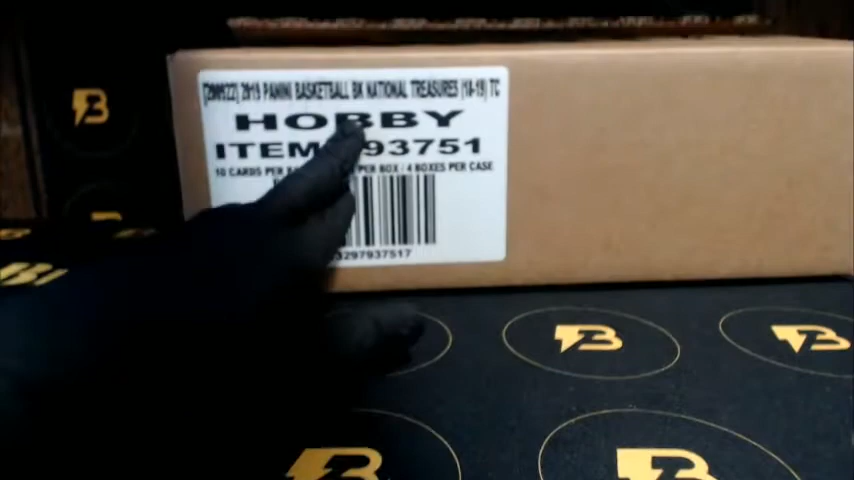 [200922] 2019 PANINI BASKETBALL BK NATIONAL TREASURES (18-19) TC
HOBBY
ITEM 93751
10 CARDS PER PER BOX / 4 BOXES PER CASE
3297937517
B
B
B
B
B
B